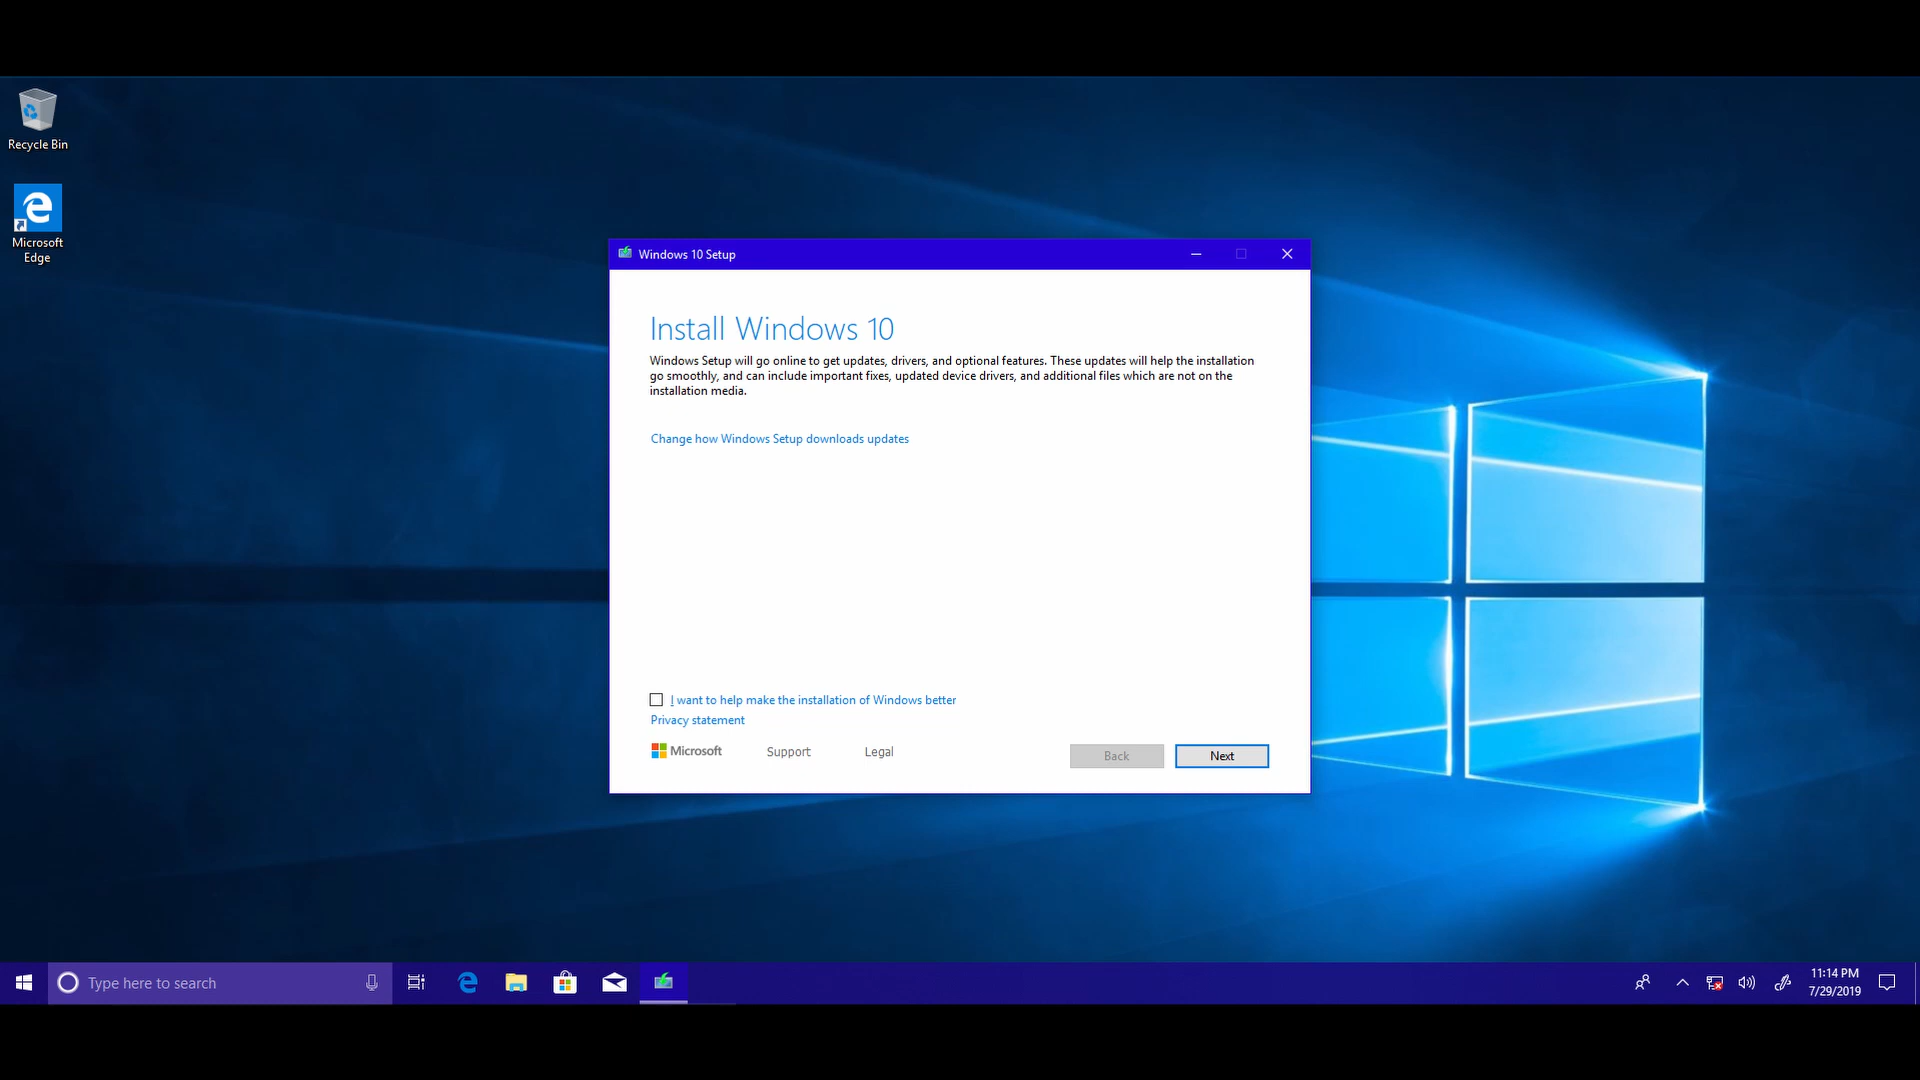 Recycle Bin
Microsoft
Edge
Windows 10 Setup
Install Windows 10
Windows Setup will go online to get updates, drivers, and optional features. These updates will help the installation
go smoothly, and can include important fixes, updated device drivers, and additional files which are not on the
installation media.
Change how Windows Setup downloads updates
I want to help make the installation of Windows better
Privacy statement
Microsoft Support Legal Back Next
Type here to search
11:14 PM
7/29/2019